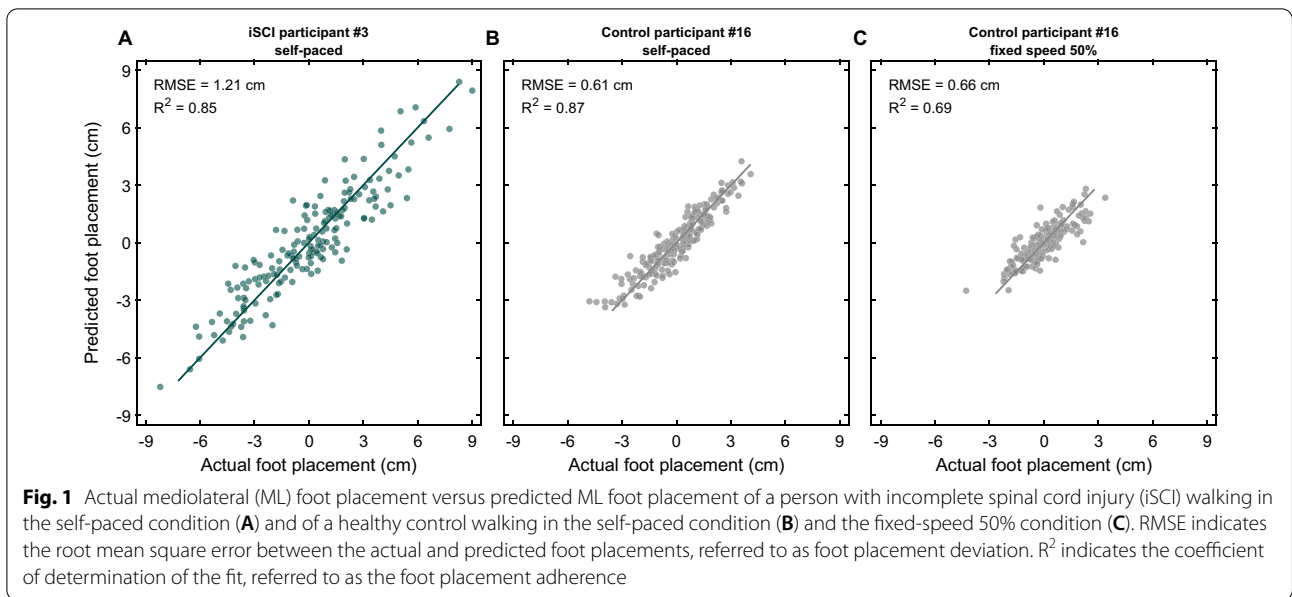 A
iSCI participant #3
self-paced
B
Control participant #16
self-paced
C
Control participant #16
fixed speed 50%
RMSE = 1.21 cm
R² = 0.85
RMSE = 0.61 cm
R² = 0.87
RMSE = 0.66 cm
R² = 0.69
Predicted foot placement (cm)
9
6
3
0
-3
-6
-9
-9 -6 -3 0 3 6 9
-9 -6 -3 0 3 6 9
-9 -6 -3 0 3 6 9
Actual foot placement (cm)
Actual foot placement (cm)
Actual foot placement (cm)
Fig. 1 Actual mediolateral (ML) foot placement versus predicted ML foot placement of a person with incomplete spinal cord injury (iSCI) walking in
the self-paced condition (A) and of a healthy control walking in the self-paced condition (B) and the fixed-speed 50% condition (C). RMSE indicates
the root mean square error between the actual and predicted foot placements, referred to as foot placement deviation. R² indicates the coefficient
of determination of the fit, referred to as the foot placement adherence